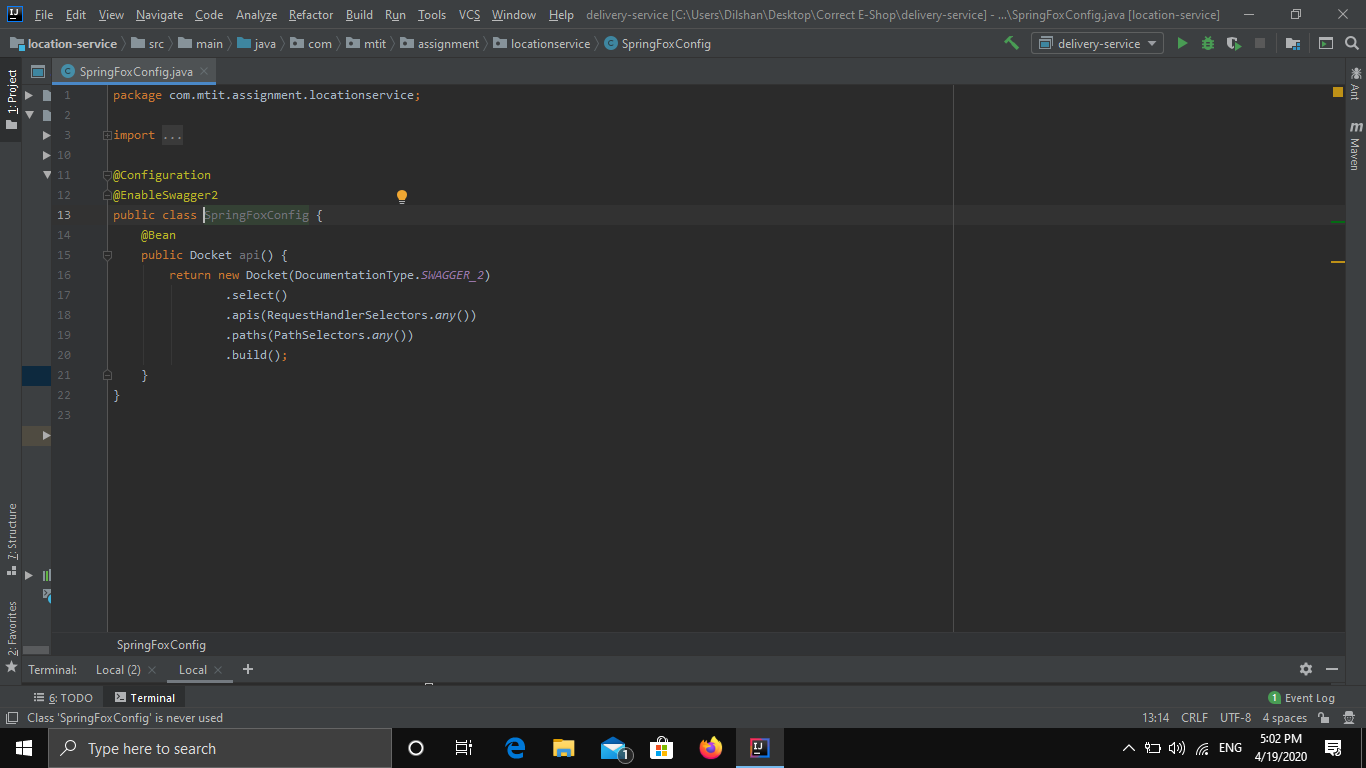 File Edit View Navigate Code Analyze Refactor Build Run Tools VCS Window Help delivery-service [C:\Users\Dilshan\Desktop\Correct E-Shop\delivery-service] - ...\SpringFoxConfig.java [location-service]
location-service src main java com mtit assignment locationservice SpringFoxConfig delivery-service
1: Project
SpringFoxConfig.java
1 package com.mtit.assignment.locationservice;
2
3 import ...
10
11 @Configuration
12 @EnableSwagger2
13 public class SpringFoxConfig {
14 @Bean
15 public Docket api() {
16 return new Docket(DocumentationType.SWAGGER_2)
17 .select()
18 .apis(RequestHandlerSelectors.any())
19 .paths(PathSelectors.any())
20 .build();
21 }
22 }
23
Ant
m
Maven
7: Structure
2: Favorites
SpringFoxConfig
Terminal: Local (2) Local
6: TODO Terminal 1 Event Log
Class 'SpringFoxConfig' is never used 13:14 CRLF UTF-8 4 spaces
Type here to search 1 IJ ENG 5:02 PM
4/19/2020